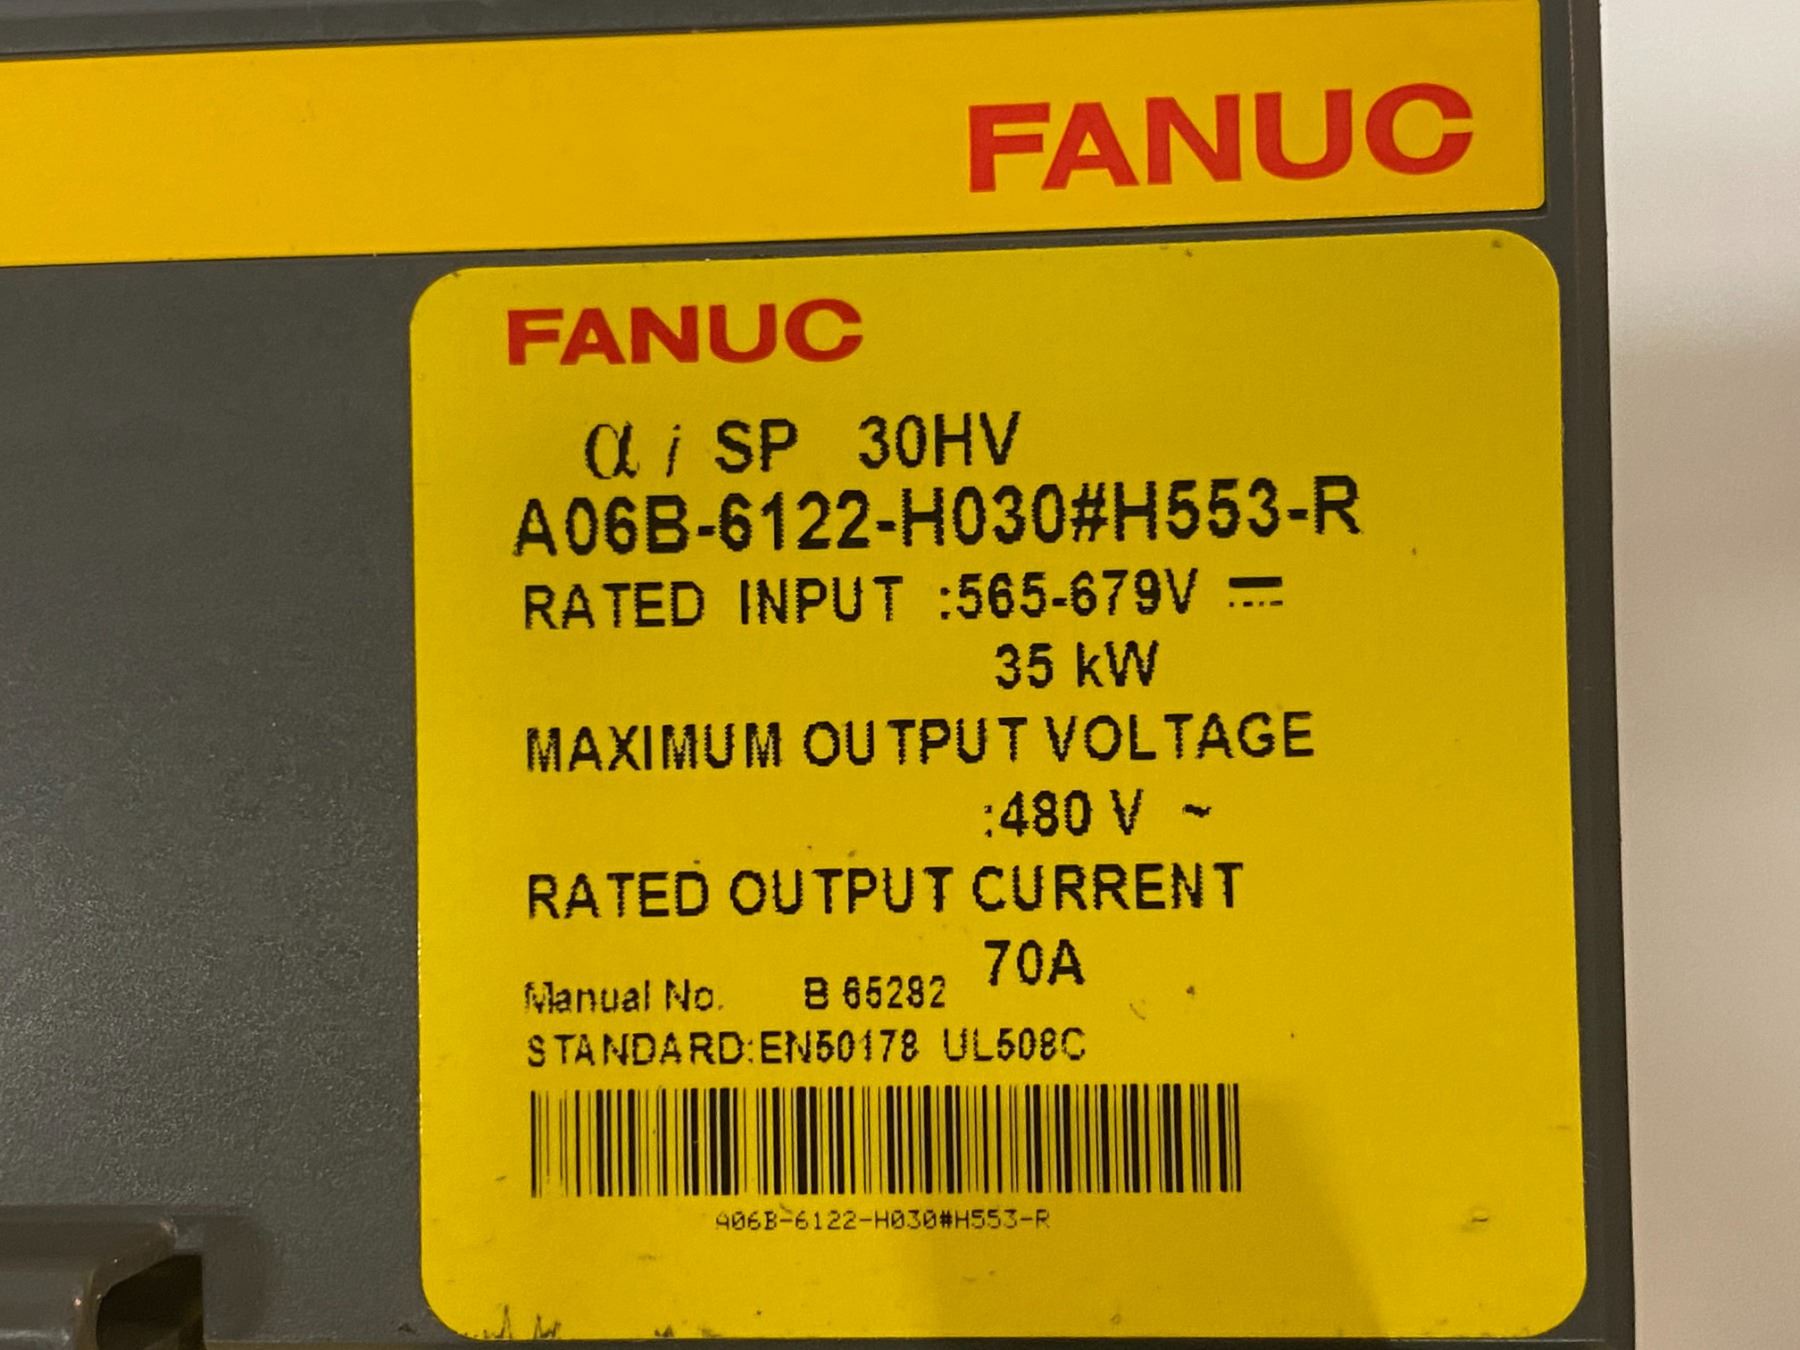 FANUC
FANUC
α i SP 30HV
A06B-6122-H030#H553-R
RATED INPUT :565-679V ⎓
35 kW
MAXIMUM OUTPUT VOLTAGE
:480 V ~
RATED OUTPUT CURRENT
70A
Manual No. B 65282
STANDARD:EN50178 UL508C
A06B-6122-H030#H553-R